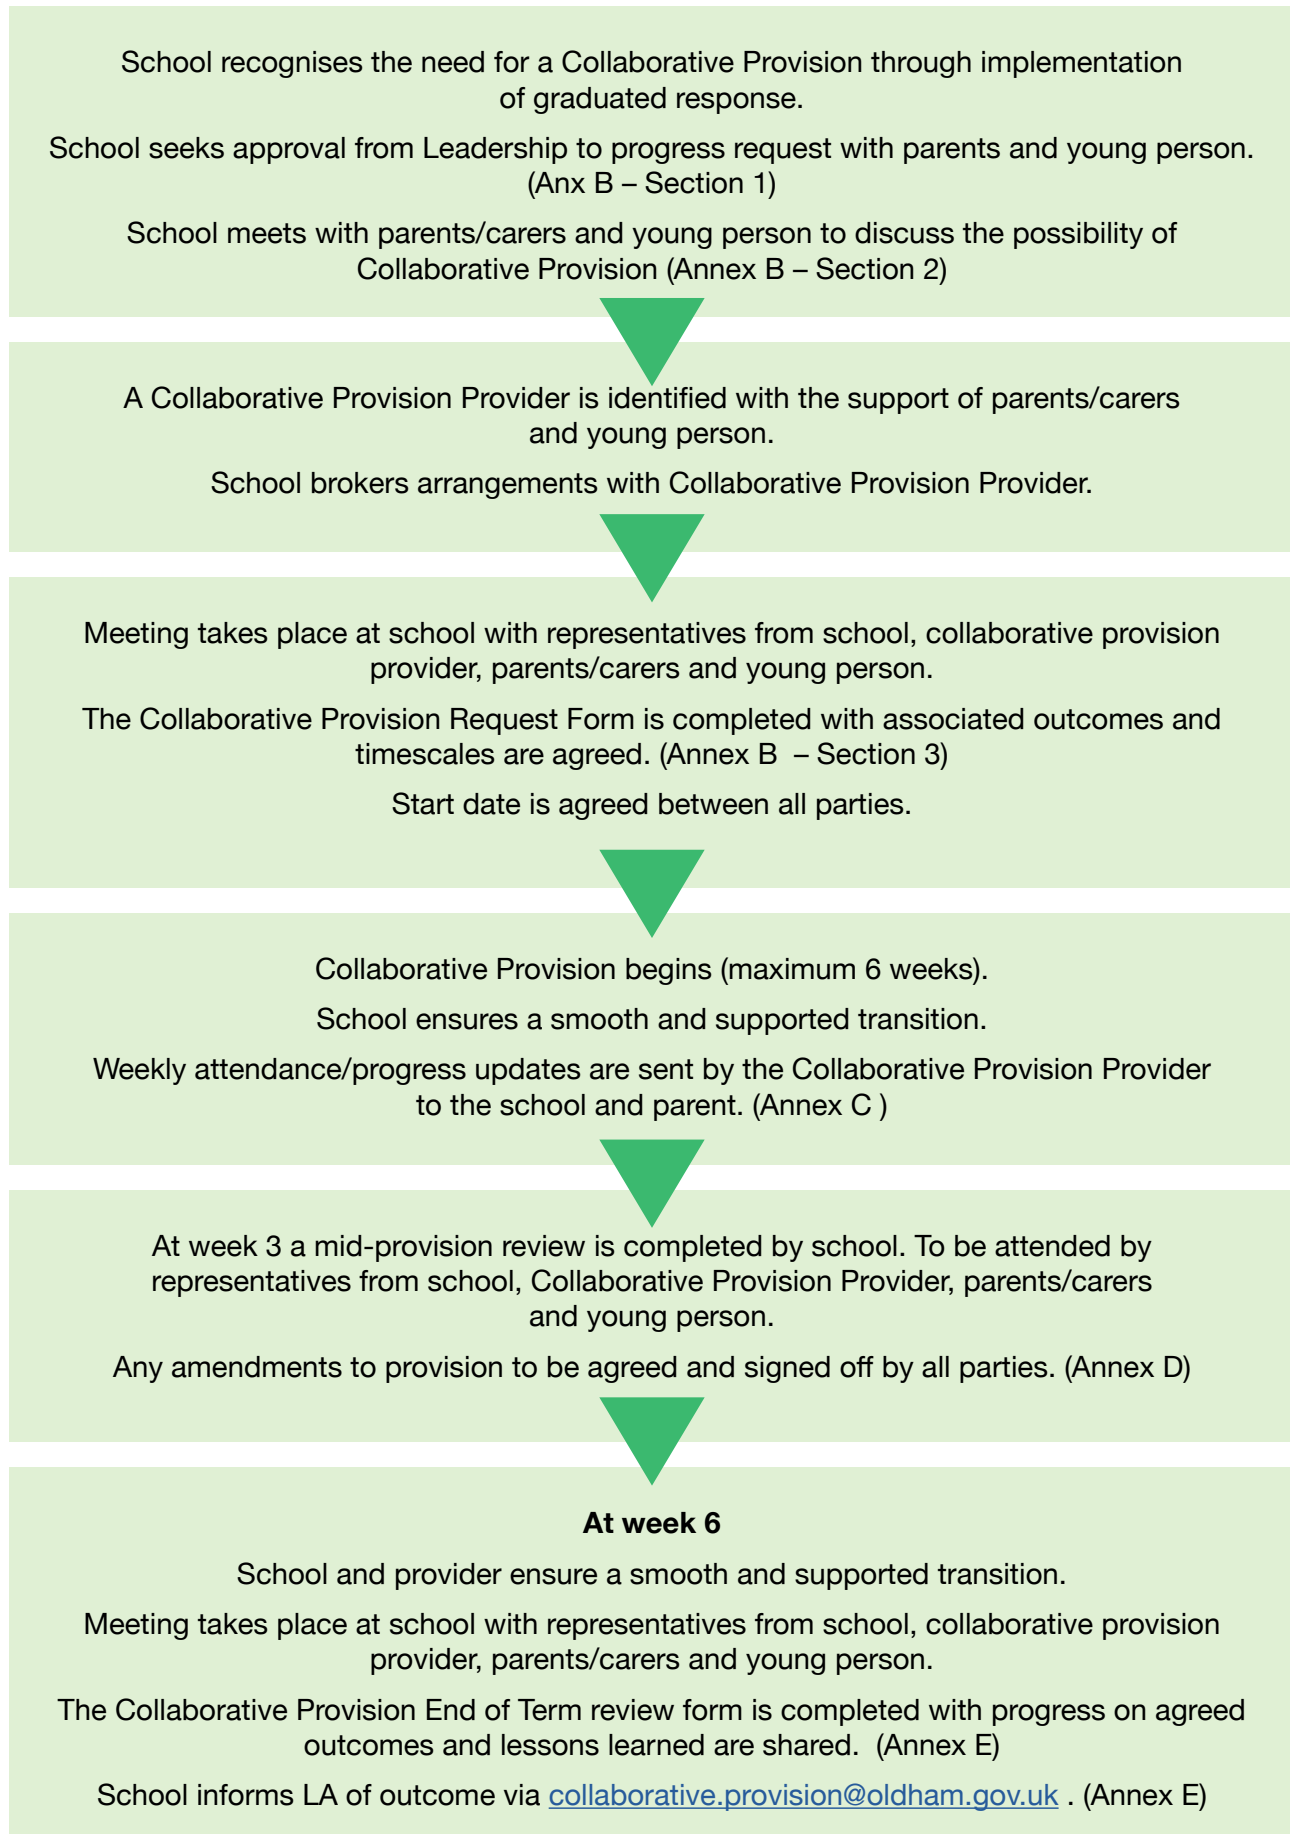 School recognises the need for a Collaborative Provision through implementation
of graduated response.
School seeks approval from Leadership to progress request with parents and young person.
(Anx B – Section 1)
School meets with parents/carers and young person to discuss the possibility of
Collaborative Provision (Annex B – Section 2)
A Collaborative Provision Provider is identified with the support of parents/carers
and young person.
School brokers arrangements with Collaborative Provision Provider.
Meeting takes place at school with representatives from school, collaborative provision
provider, parents/carers and young person.
The Collaborative Provision Request Form is completed with associated outcomes and
timescales are agreed. (Annex B  – Section 3)
Start date is agreed between all parties.
Collaborative Provision begins (maximum 6 weeks).
School ensures a smooth and supported transition.
Weekly attendance/progress updates are sent by the Collaborative Provision Provider
to the school and parent. (Annex C )
At week 3 a mid-provision review is completed by school. To be attended by
representatives from school, Collaborative Provision Provider, parents/carers
and young person.
Any amendments to provision to be agreed and signed off by all parties. (Annex D)
At week 6
School and provider ensure a smooth and supported transition.
Meeting takes place at school with representatives from school, collaborative provision
provider, parents/carers and young person.
The Collaborative Provision End of Term review form is completed with progress on agreed
outcomes and lessons learned are shared.  (Annex E)
School informs LA of outcome via collaborative.provision@oldham.gov.uk . (Annex E)